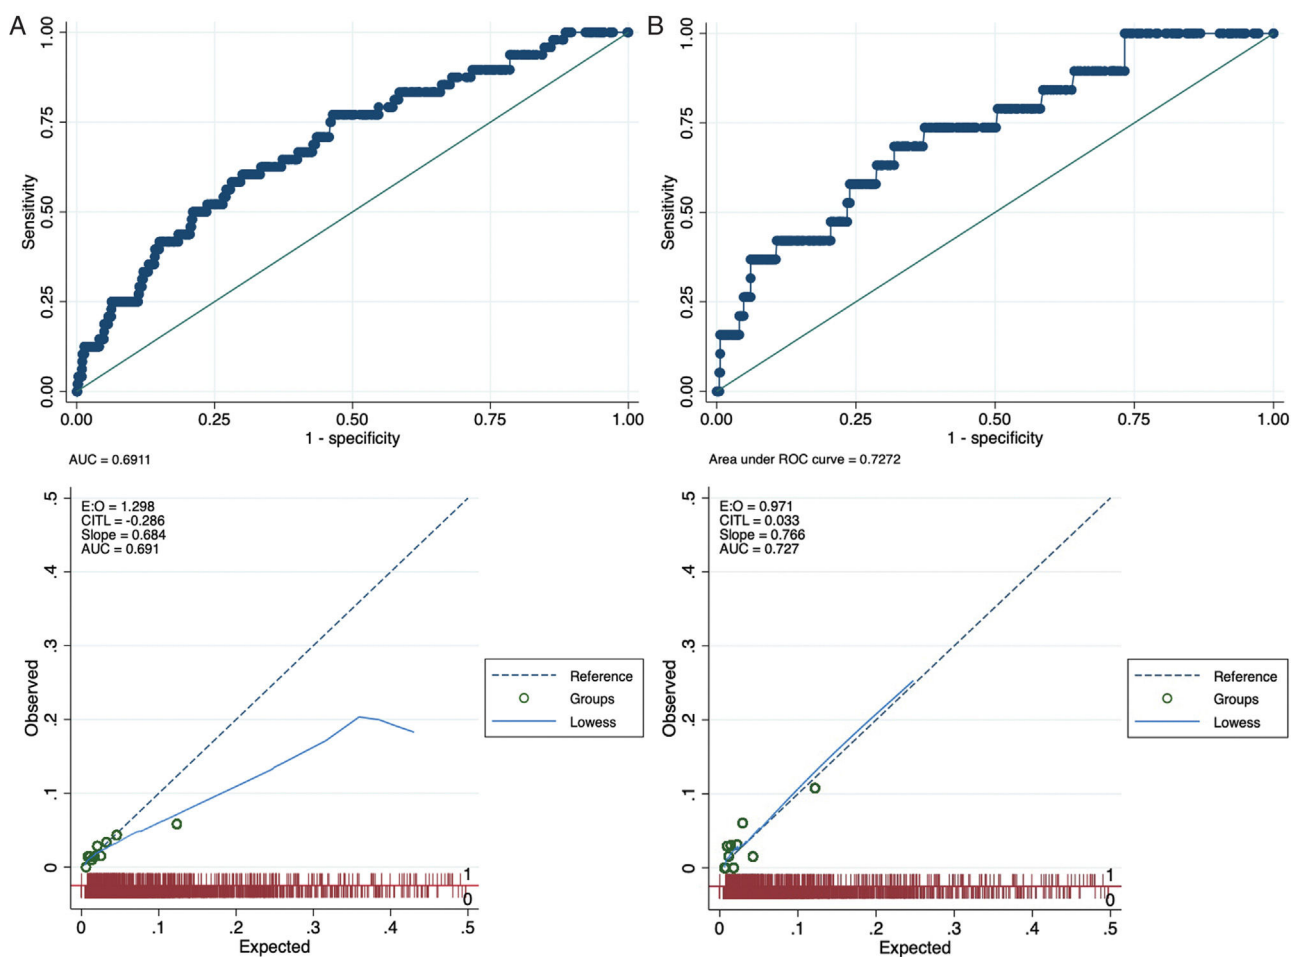 A
1.00
0.75
0.50
0.25
0.00
Sensitivity
0.00 0.25 0.50 0.75 1.00
1 - specificity
AUC = 0.6911
B
1.00
0.75
0.50
0.25
0.00
Sensitivity
0.00 0.25 0.50 0.75 1.00
1 - specificity
Area under ROC curve = 0.7272
E:O = 1.298
CITL = -0.286
Slope = 0.684
AUC = 0.691
.5
.4
.3
.2
.1
0
Observed
Reference
Groups
Lowess
1
0
0 .1 .2 .3 .4 .5
Expected
E:O = 0.971
CITL = 0.033
Slope = 0.766
AUC = 0.727
.5
.4
.3
.2
.1
0
Observed
Reference
Groups
Lowess
1
0
0 .1 .2 .3 .4 .5
Expected